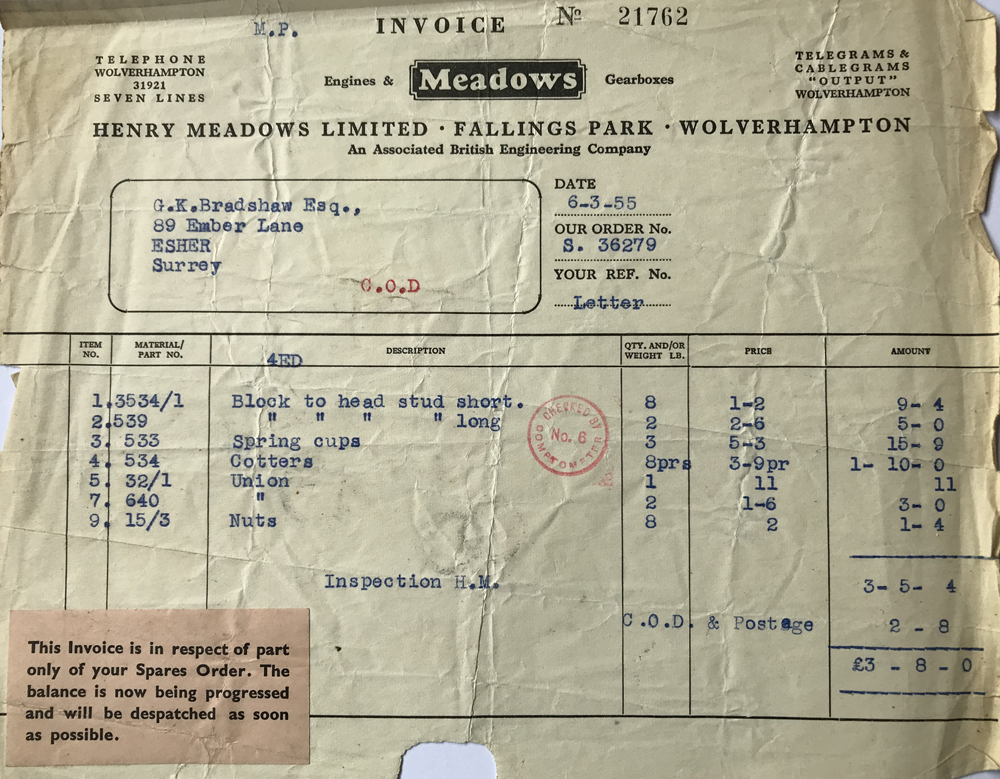 M.P. INVOICE Nº 21762
TELEPHONE
WOLVERHAMPTON
31921
SEVEN LINES
Engines & Meadows Gearboxes
TELEGRAMS &
CABLEGRAMS
"OUTPUT"
WOLVERHAMPTON
HENRY MEADOWS LIMITED · FALLINGS PARK · WOLVERHAMPTON
An Associated British Engineering Company
G.K.Bradshaw Esq.,
89 Ember Lane
ESHER
Surrey
C.O.D
DATE
6-3-55
OUR ORDER No.
S. 36279
YOUR REF. No.
Letter
ITEM NO. MATERIAL/ PART NO. DESCRIPTION QTY. AND/OR WEIGHT LB. PRICE AMOUNT
4ED
1. 3534/1 Block to head stud short. 8 1-2 9- 4
2. 539 " " " " long 2 2-6 5- 0
3. 533 Spring cups 3 5-3 15- 9
4. 534 Cotters 8prs 3-9pr 1- 10- 0
5. 32/1 Union 1 11 11
7. 640 " 2 1-6 3- 0
9. 15/3 Nuts 8 2 1- 4
CHECKED BY
No. 6
COMPTOMETER
Inspection H.M. 3- 5- 4
C.O.D. & Postage 2 - 8
£3 - 8 - 0
This Invoice is in respect of part
only of your Spares Order. The
balance is now being progressed
and will be despatched as soon
as possible.